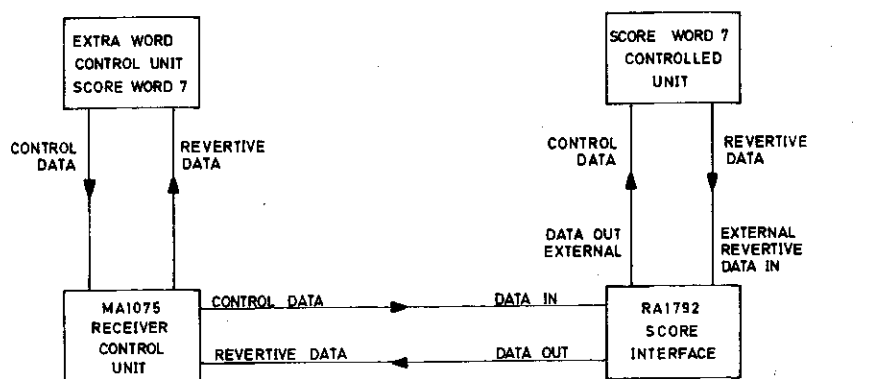 EXTRA WORD
CONTROL UNIT
SCORE WORD 7
SCORE WORD 7
CONTROLLED
UNIT
CONTROL
DATA
REVERTIVE
DATA
CONTROL
DATA
REVERTIVE
DATA
DATA OUT
EXTERNAL
EXTERNAL
REVERTIVE
DATA IN
MA1075
RECEIVER
CONTROL
UNIT
CONTROL DATA
DATA IN
REVERTIVE DATA
DATA OUT
RA1792
SCORE
INTERFACE